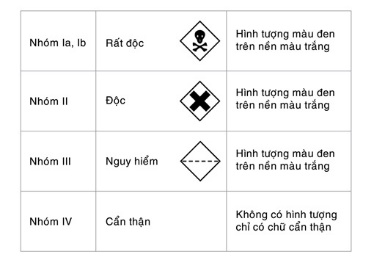 Nhóm Ia, Ib
Rất độc
Hình tượng màu đen
trên nền màu trắng
Nhóm II
Độc
Hình tượng màu đen
trên nền màu trắng
Nhóm III
Nguy hiểm
Hình tượng màu đen
trên nền màu trắng
Nhóm IV
Cẩn thận
Không có hình tượng
chỉ có chữ cẩn thận